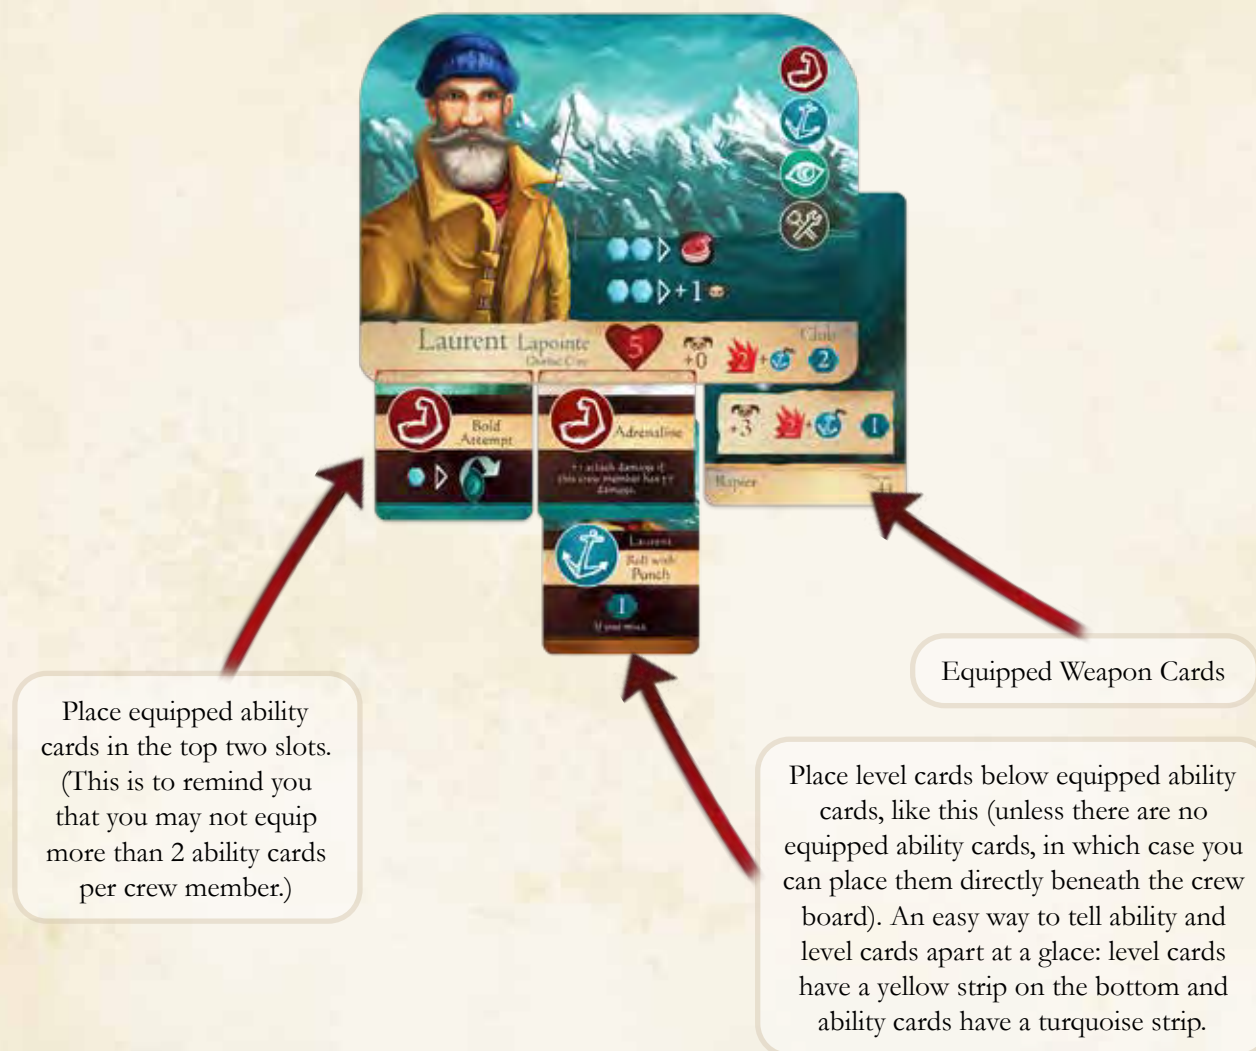 +1
Laurent Lapointe
5
+0
2
+
Club
2
Bold
Attempt
Adrenaline
+1 attack damage if
this crew member has 1+
damage.
+3
2
+
1
Rapier
Laurent
Roll with
Punch
1
If you miss.
Equipped Weapon Cards
Place equipped ability
cards in the top two slots.
(This is to remind you
that you may not equip
more than 2 ability cards
per crew member.)
Place level cards below equipped ability
cards, like this (unless there are no
equipped ability cards, in which case you
can place them directly beneath the crew
board). An easy way to tell ability and
level cards apart at a glace: level cards
have a yellow strip on the bottom and
ability cards have a turquoise strip.